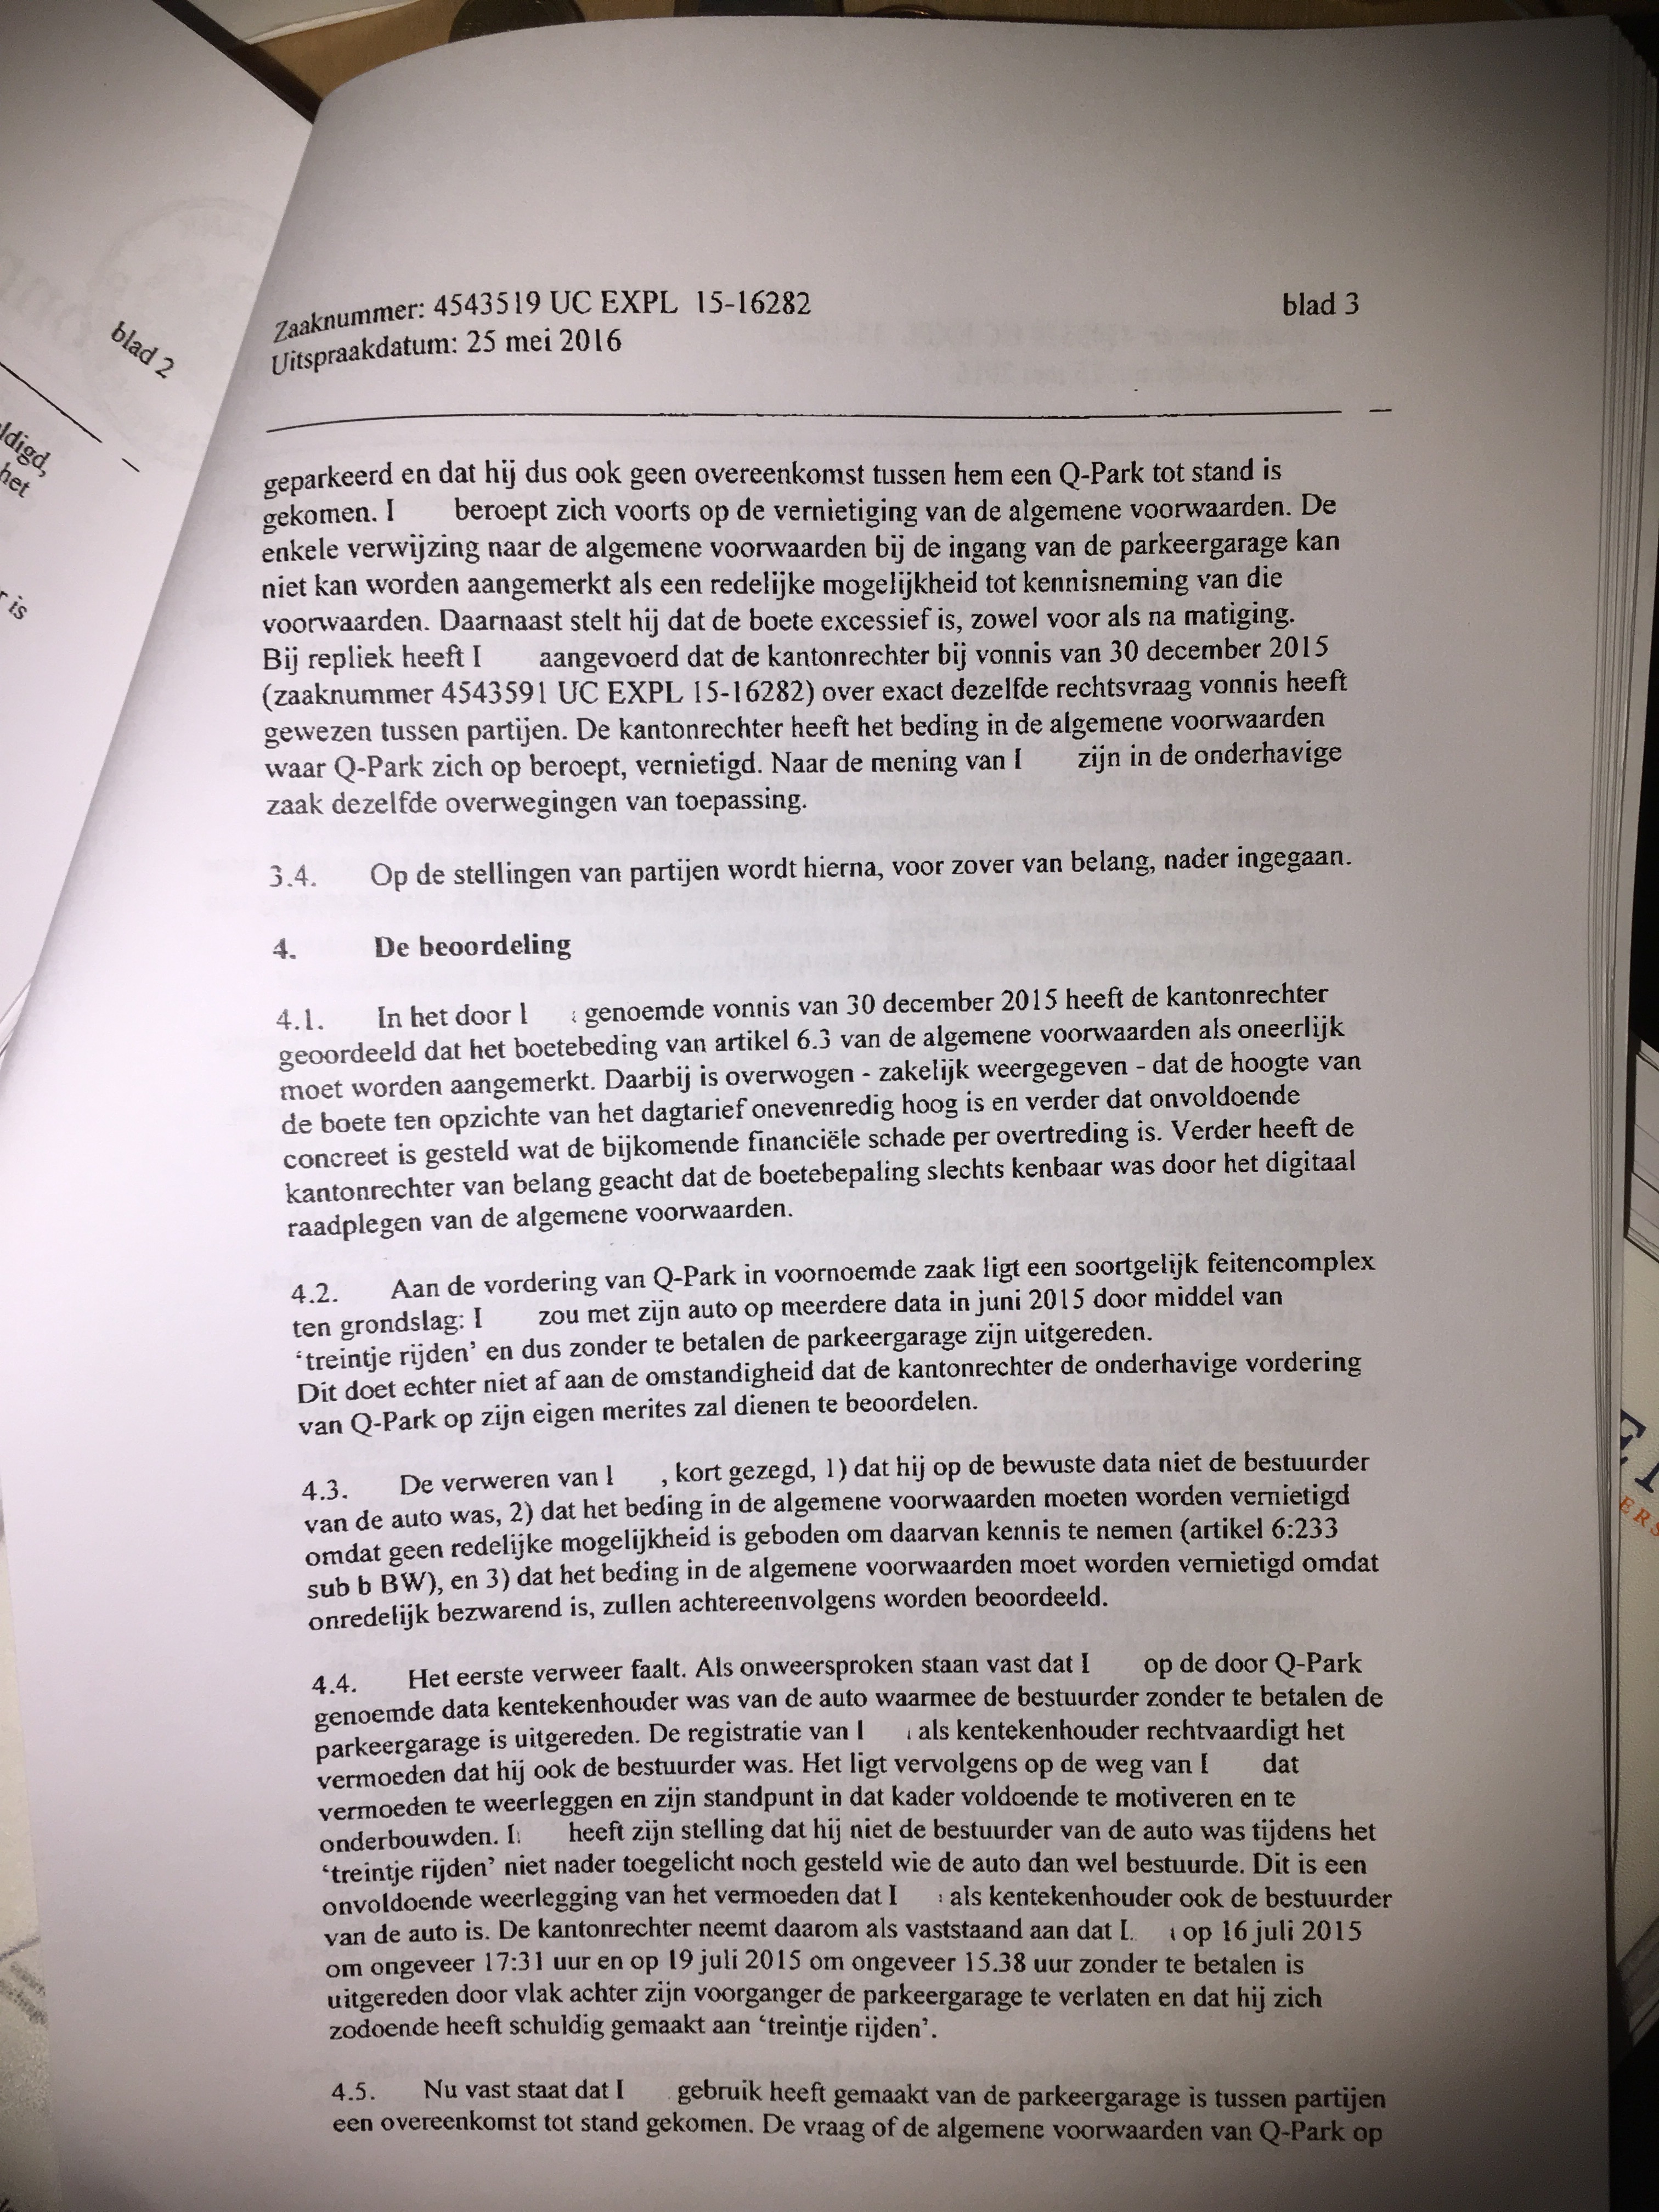 blad 2
ldigd,
het
r is
Zaaknummer: 4543519 UC EXPL 15-16282 blad 3
Uitspraakdatum: 25 mei 2016
geparkeerd en dat hij dus ook geen overeenkomst tussen hem een Q-Park tot stand is
gekomen. I beroept zich voorts op de vernietiging van de algemene voorwaarden. De
enkele verwijzing naar de algemene voorwaarden bij de ingang van de parkeergarage kan
niet kan worden aangemerkt als een redelijke mogelijkheid tot kennisneming van die
voorwaarden. Daarnaast stelt hij dat de boete excessief is, zowel voor als na matiging.
Bij repliek heeft I aangevoerd dat de kantonrechter bij vonnis van 30 december 2015
(zaaknummer 4543591 UC EXPL 15-16282) over exact dezelfde rechtsvraag vonnis heeft
gewezen tussen partijen. De kantonrechter heeft het beding in de algemene voorwaarden
waar Q-Park zich op beroept, vernietigd. Naar de mening van I zijn in de onderhavige
zaak dezelfde overwegingen van toepassing.
3.4. Op de stellingen van partijen wordt hierna, voor zover van belang, nader ingegaan.
4. De beoordeling
4.1. In het door l genoemde vonnis van 30 december 2015 heeft de kantonrechter
geoordeeld dat het boetebeding van artikel 6.3 van de algemene voorwaarden als oneerlijk
moet worden aangemerkt. Daarbij is overwogen - zakelijk weergegeven - dat de hoogte van
de boete ten opzichte van het dagtarief onevenredig hoog is en verder dat onvoldoende
concreet is gesteld wat de bijkomende financiële schade per overtreding is. Verder heeft de
kantonrechter van belang geacht dat de boetebepaling slechts kenbaar was door het digitaal
raadplegen van de algemene voorwaarden.
4.2. Aan de vordering van Q-Park in voornoemde zaak ligt een soortgelijk feitencomplex
ten grondslag: I zou met zijn auto op meerdere data in juni 2015 door middel van
‘treintje rijden’ en dus zonder te betalen de parkeergarage zijn uitgereden.
Dit doet echter niet af aan de omstandigheid dat de kantonrechter de onderhavige vordering
van Q-Park op zijn eigen merites zal dienen te beoordelen.
4.3. De verweren van l , kort gezegd, 1) dat hij op de bewuste data niet de bestuurder
van de auto was, 2) dat het beding in de algemene voorwaarden moeten worden vernietigd
omdat geen redelijke mogelijkheid is geboden om daarvan kennis te nemen (artikel 6:233
sub b BW), en 3) dat het beding in de algemene voorwaarden moet worden vernietigd omdat
onredelijk bezwarend is, zullen achtereenvolgens worden beoordeeld.
4.4. Het eerste verweer faalt. Als onweersproken staan vast dat I op de door Q-Park
genoemde data kentekenhouder was van de auto waarmee de bestuurder zonder te betalen de
parkeergarage is uitgereden. De registratie van I als kentekenhouder rechtvaardigt het
vermoeden dat hij ook de bestuurder was. Het ligt vervolgens op de weg van I dat
vermoeden te weerleggen en zijn standpunt in dat kader voldoende te motiveren en te
onderbouwden. I heeft zijn stelling dat hij niet de bestuurder van de auto was tijdens het
‘treintje rijden’ niet nader toegelicht noch gesteld wie de auto dan wel bestuurde. Dit is een
onvoldoende weerlegging van het vermoeden dat I als kentekenhouder ook de bestuurder
van de auto is. De kantonrechter neemt daarom als vaststaand aan dat I. op 16 juli 2015
om ongeveer 17:31 uur en op 19 juli 2015 om ongeveer 15.38 uur zonder te betalen is
uitgereden door vlak achter zijn voorganger de parkeergarage te verlaten en dat hij zich
zodoende heeft schuldig gemaakt aan ‘treintje rijden’.
4.5. Nu vast staat dat I gebruik heeft gemaakt van de parkeergarage is tussen partijen
een overeenkomst tot stand gekomen. De vraag of de algemene voorwaarden van Q-Park op